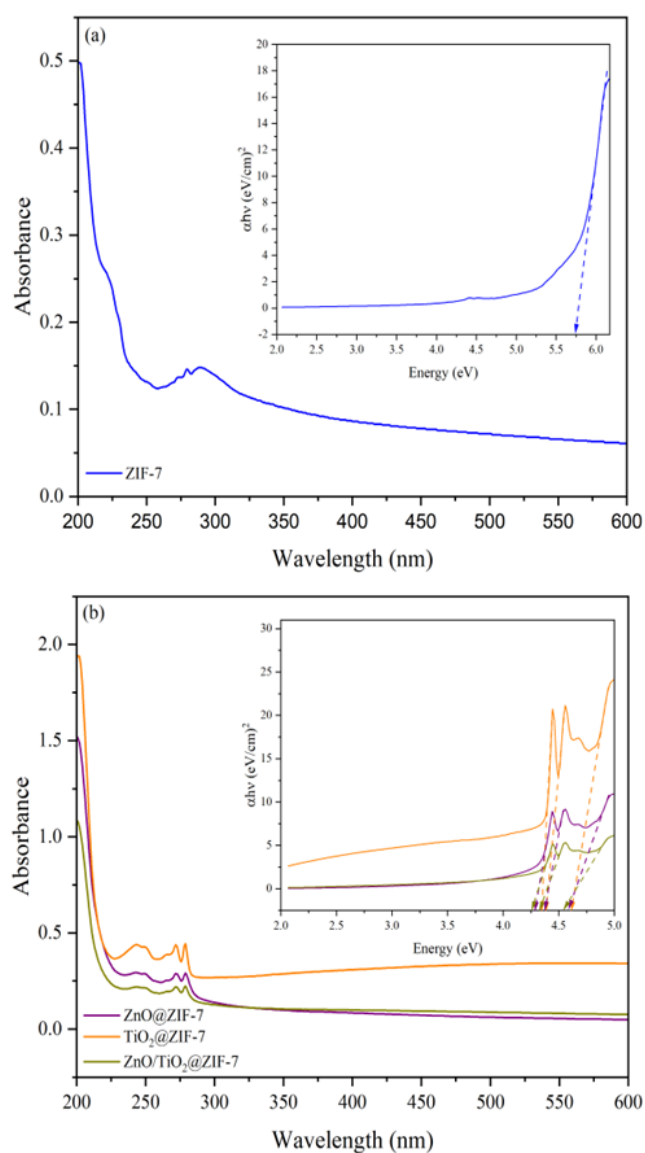 (a)
Absorbance
0.5
0.4
0.3
0.2
0.1
0.0
200 250 300 350 400 450 500 550 600
Wavelength (nm)
ZIF-7
αhν (eV/cm)²
20
18
16
14
12
10
8
6
4
2
0
-2
2.0 2.5 3.0 3.5 4.0 4.5 5.0 5.5 6.0
Energy (eV)
(b)
Absorbance
2.0
1.5
1.0
0.5
0.0
200 250 300 350 400 450 500 550 600
Wavelength (nm)
ZnO@ZIF-7
TiO₂@ZIF-7
ZnO/TiO₂@ZIF-7
αhν (eV/cm)²
30
25
20
15
10
5
0
2.0 2.5 3.0 3.5 4.0 4.5 5.0
Energy (eV)